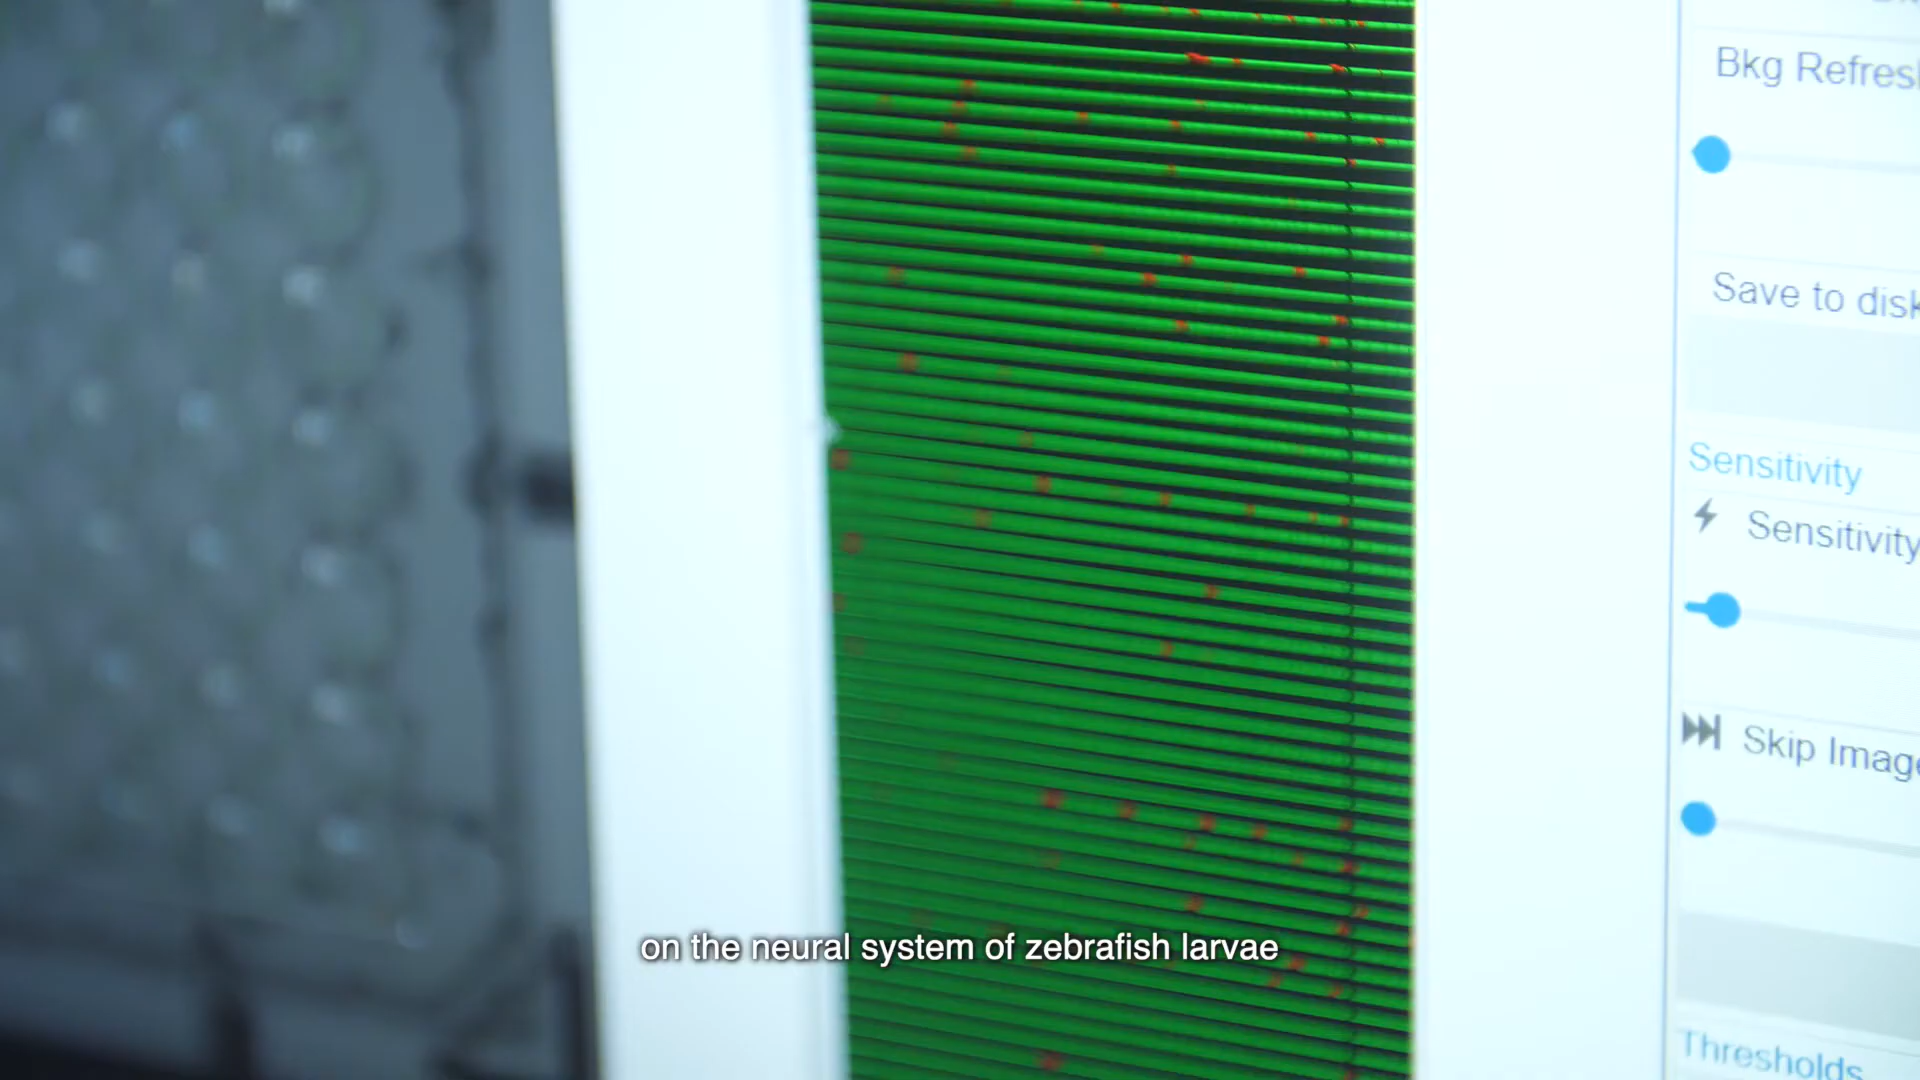 Bkg Refres
Save to disk
Sensitivity
Sensitivity
Skip Image
Thresholds
on the neural system of zebrafish larvae